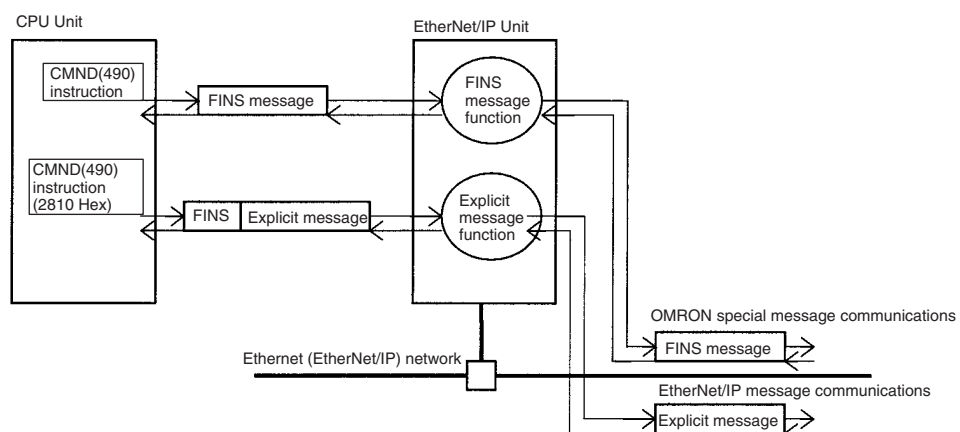 CPU Unit
EtherNet/IP Unit
CMND(490)
instruction
FINS message
FINS
message
function
CMND(490)
instruction
(2810 Hex)
FINS
Explicit message
Explicit
message
function
OMRON special message communications
FINS message
Ethernet (EtherNet/IP) network
EtherNet/IP message communications
Explicit message